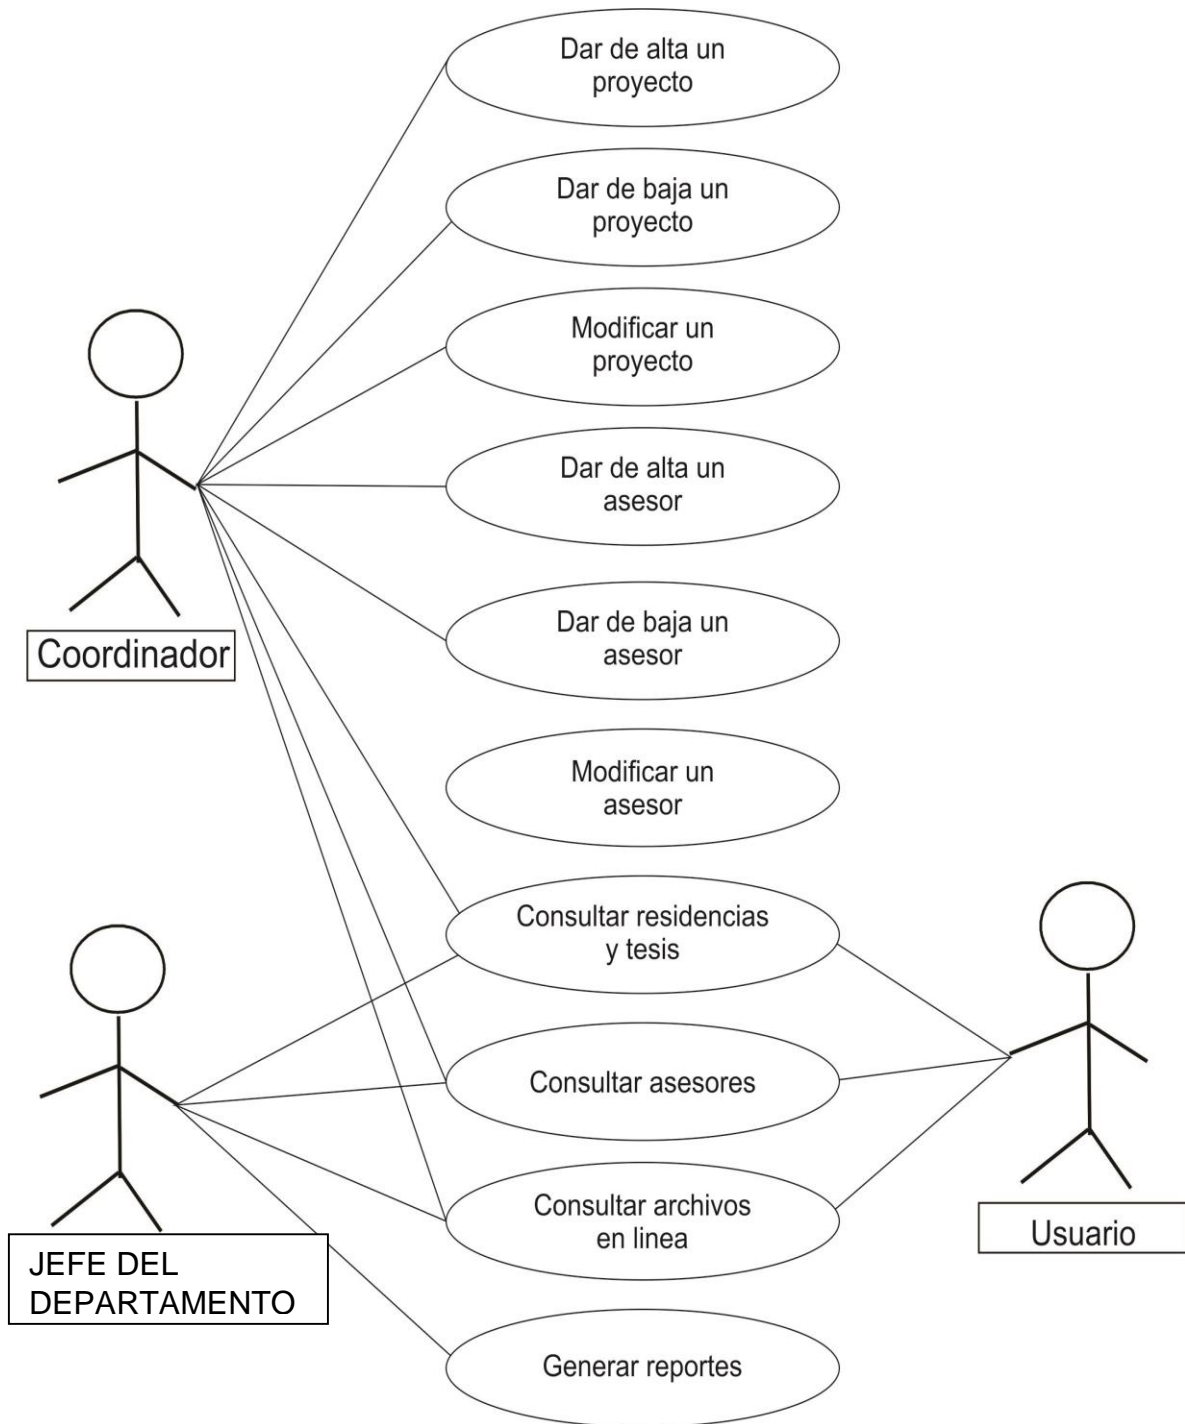 Dar de alta un
proyecto
Dar de baja un
proyecto
Modificar un
proyecto
Dar de alta un
asesor
Dar de baja un
asesor
Coordinador
Modificar un
asesor
Consultar residencias
y tesis
Consultar asesores
Consultar archivos
en linea
Usuario
JEFE DEL
DEPARTAMENTO
Generar reportes